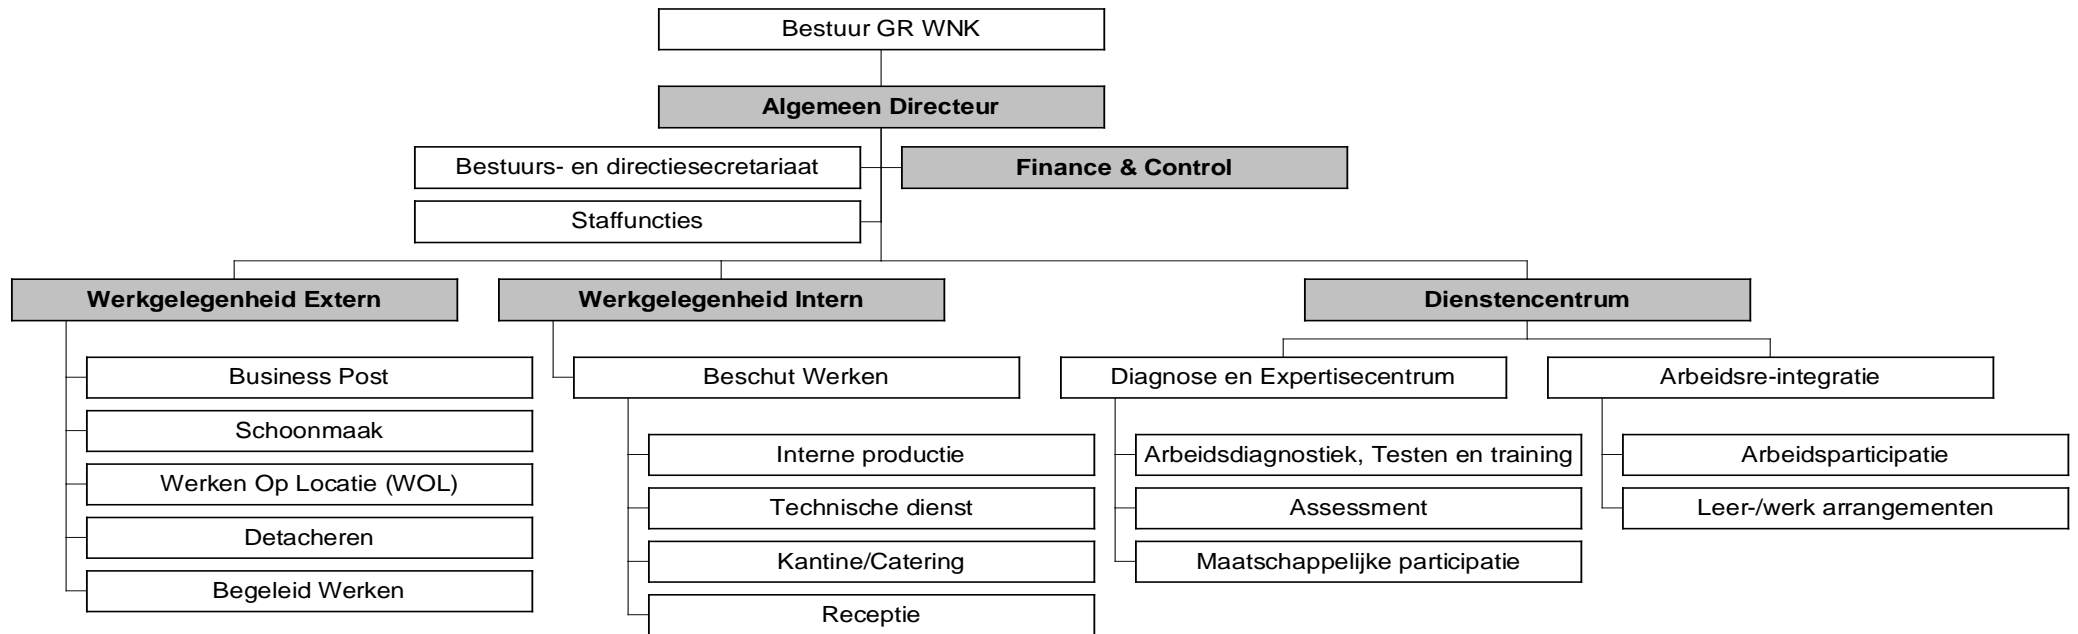 Bestuur GR WNK
Algemeen Directeur
Bestuurs- en directiesecretariaat
Finance & Control
Staffuncties
Werkgelegenheid Extern
Werkgelegenheid Intern
Dienstencentrum
Business Post
Beschut Werken
Diagnose en Expertisecentrum
Arbeidsre-integratie
Schoonmaak
Interne productie
Arbeidsdiagnostiek, Testen en training
Arbeidsparticipatie
Werken Op Locatie (WOL)
Technische dienst
Assessment
Leer-/werk arrangementen
Detacheren
Kantine/Catering
Maatschappelijke participatie
Begeleid Werken
Receptie